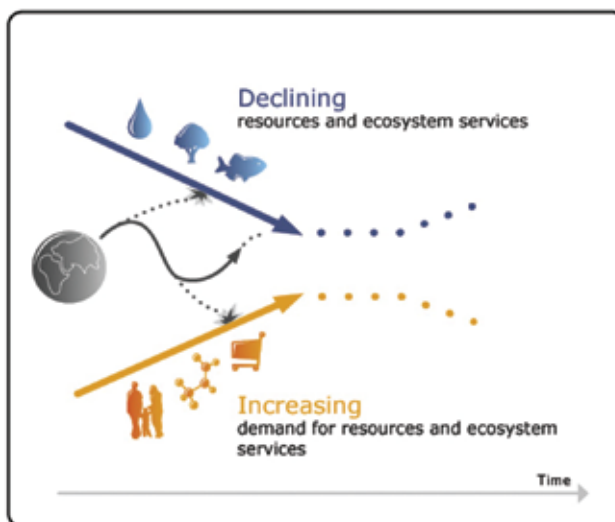 Declining
resources and ecosystem services
Increasing
demand for resources and ecosystem
services
Time